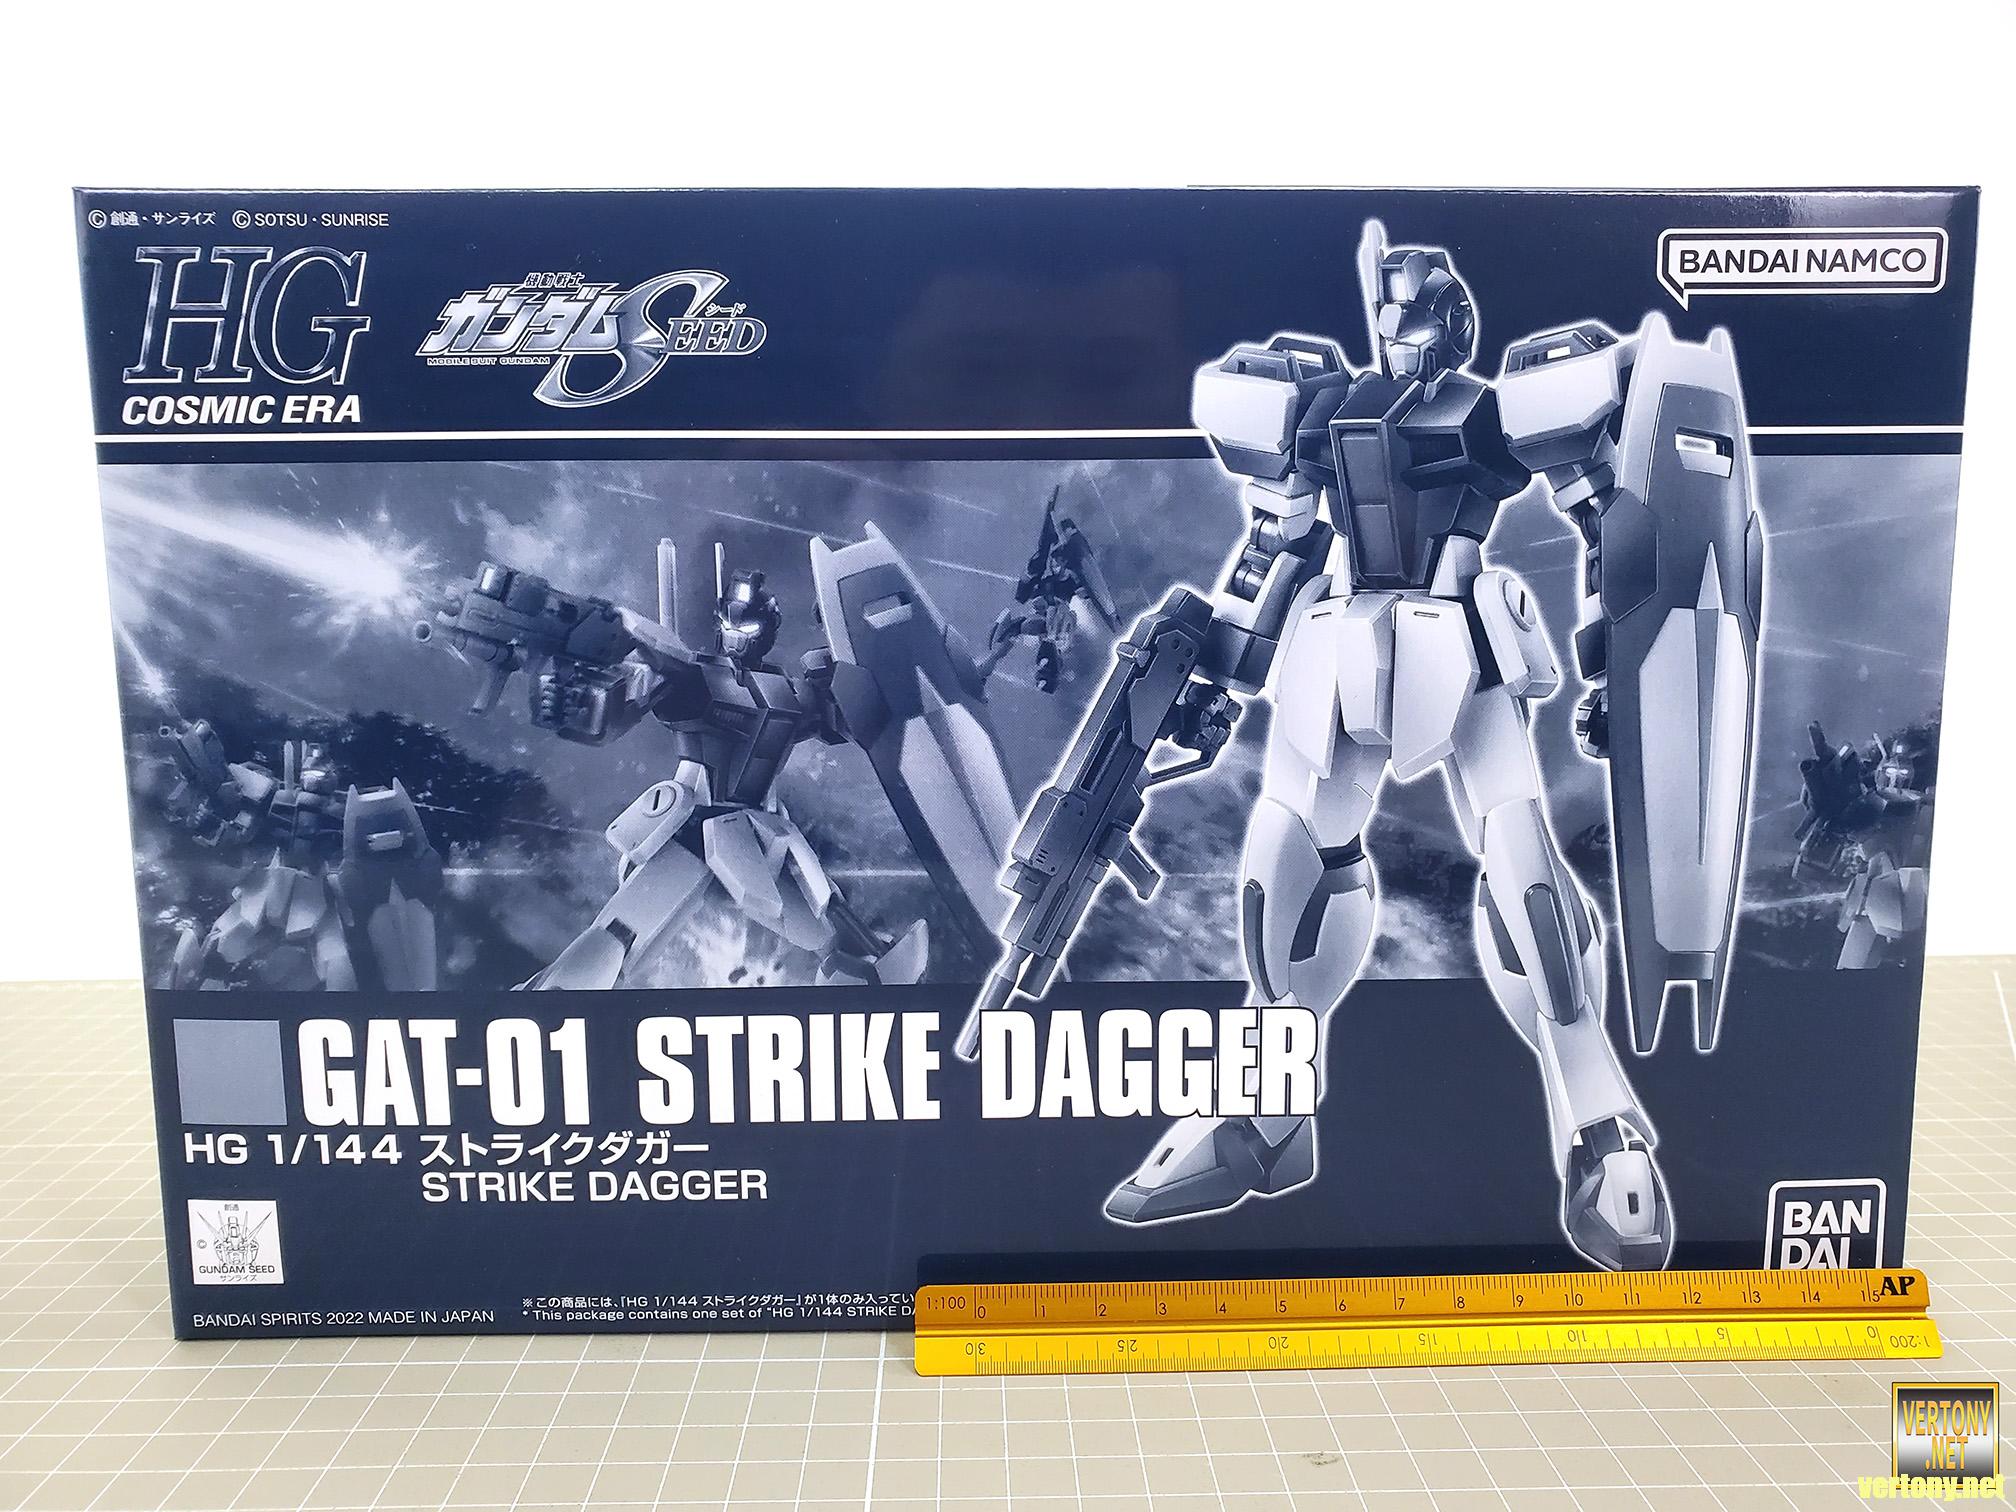 ©創通・サンライズ ©SOTSU・SUNRISE
HG
COSMIC ERA
機動戦士
ガンダムSEED
シード
MOBILE SUIT GUNDAM
BANDAI NAMCO
GAT-01 STRIKE DAGGER
HG 1/144 ストライクダガー
STRIKE DAGGER
創通
©
GUNDAM SEED
サンライズ
BAN
DAI
BANDAI SPIRITS 2022 MADE IN JAPAN
※この商品には、「HG 1/144 ストライクダガー」が1体のみ入ってい
* This package contains one set of "HG 1/144 STRIKE DA
1:100 0 1 2 3 4 5 6 7 8 9 10 11 12 13 14 15 AP
30 25 20 15 10 5 0 1:200
VERTONY
.NET
vertony.net